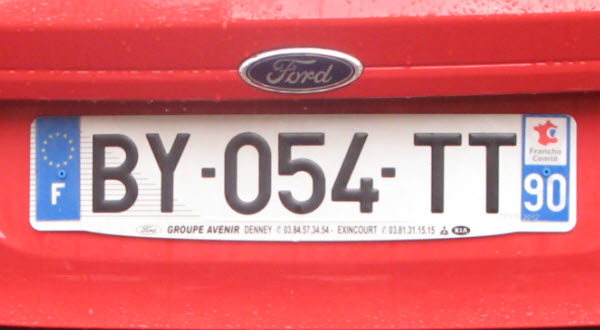 Ford
F BY-054-TT Franche Comté 90
Ford GROUPE AVENIR DENNEY ✆ 03.84.57.34.54 - EXINCOURT ✆ 03.81.31.15.15 KIA